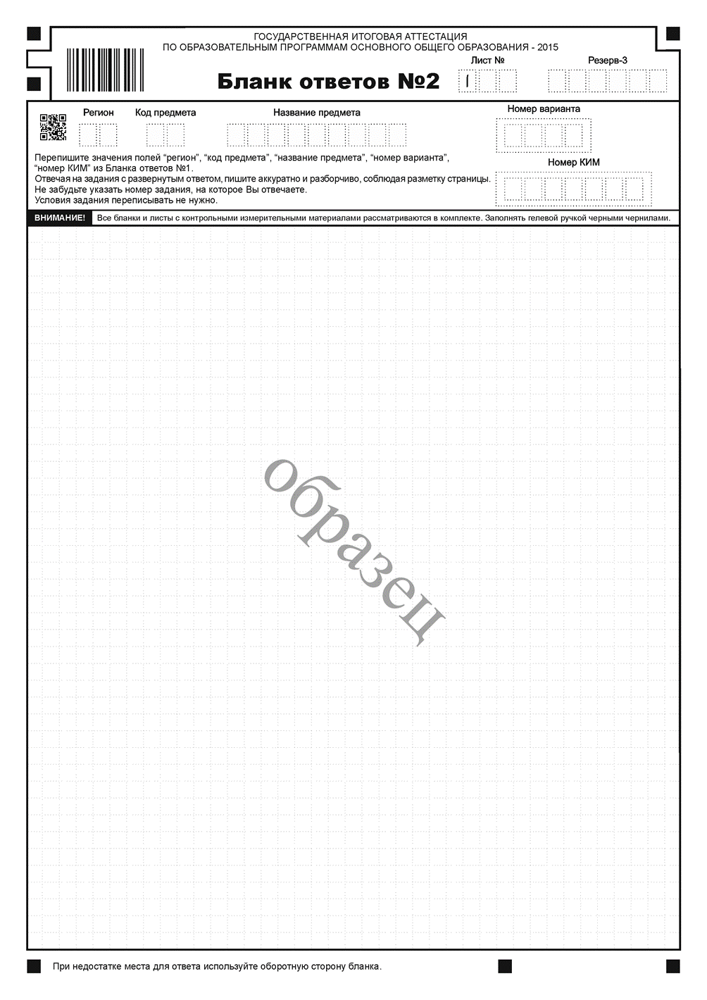 ГОСУДАРСТВЕННАЯ ИТОГОВАЯ АТТЕСТАЦИЯ
ПО ОБРАЗОВАТЕЛЬНЫМ ПРОГРАММАМ ОСНОВНОГО ОБЩЕГО ОБРАЗОВАНИЯ - 2015
Лист № Резерв-3
Бланк ответов №2 1
Регион Код предмета Название предмета Номер варианта
Перепишите значения полей “регион”, “код предмета”, “название предмета”, “номер варианта”,
“номер КИМ” из Бланка ответов №1.
Номер КИМ
Отвечая на задания с развернутым ответом, пишите аккуратно и разборчиво, соблюдая разметку страницы.
Не забудьте указать номер задания, на которое Вы отвечаете.
Условия задания переписывать не нужно.
ВНИМАНИЕ! Все бланки и листы с контрольными измерительными материалами рассматриваются в комплекте. Заполнять гелевой ручкой черными чернилами.
образец
При недостатке места для ответа используйте оборотную сторону бланка.